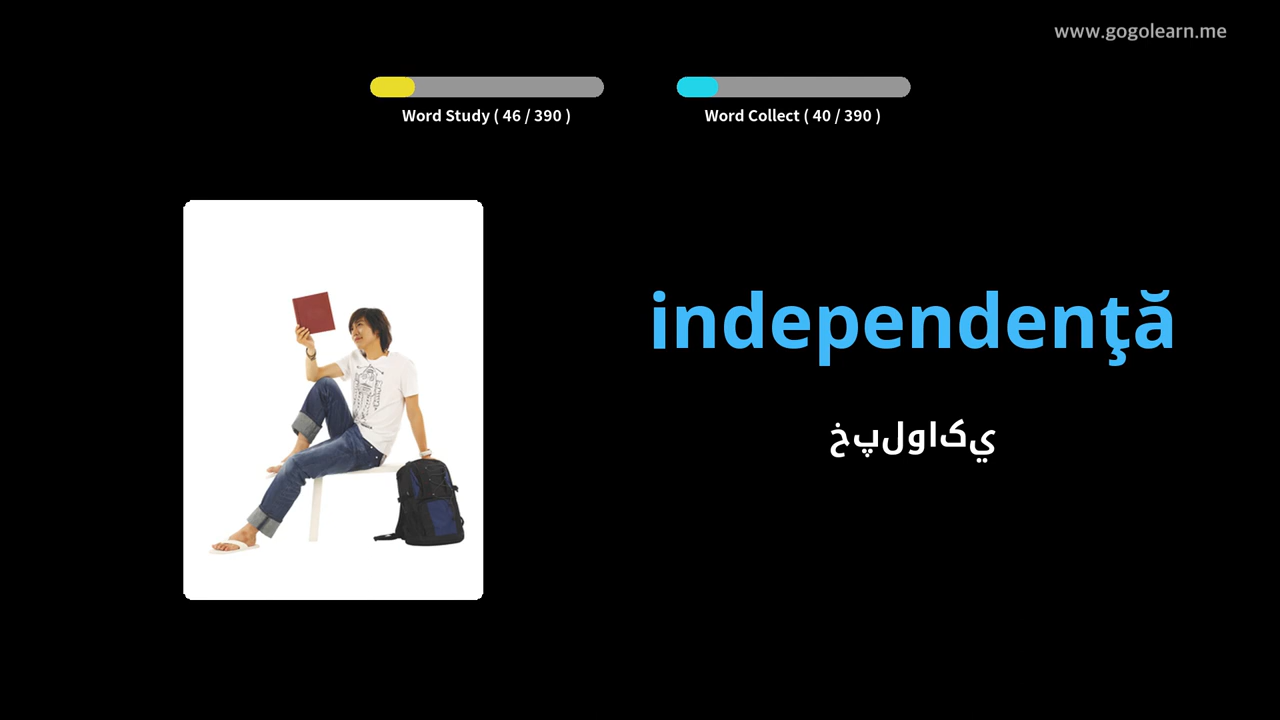 www.gogolearn.me
Word Study ( 46 / 390 )
Word Collect ( 40 / 390 )
independenţă
خپلواکي